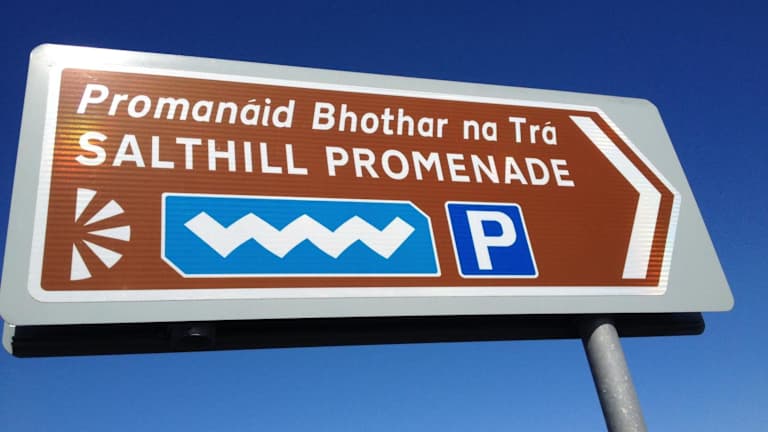 Promanáid Bhothar na Trá
SALTHILL PROMENADE
P